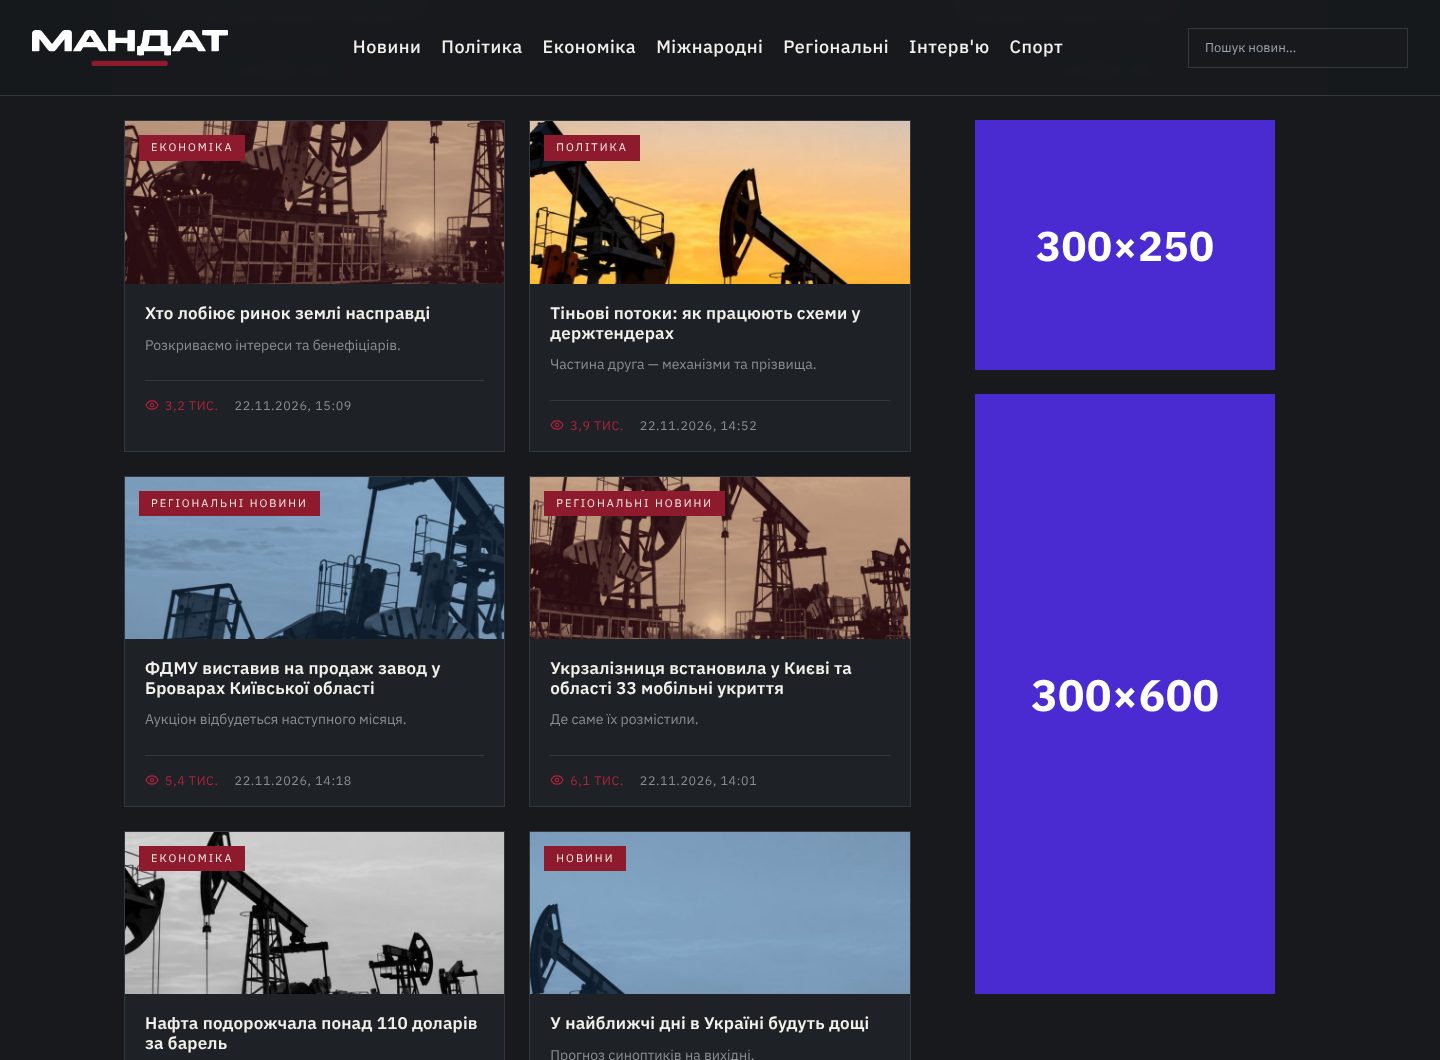 МАНДАТ
Новини Політика Економіка Міжнародні Регіональні Інтерв'ю Спорт
Пошук новин...
ЕКОНОМІКА
Хто лобіює ринок землі насправді
Розкриваємо інтереси та бенефіціарів.
3,2 ТИС. 22.11.2026, 15:09
ПОЛІТИКА
Тіньові потоки: як працюють схеми у
держтендерах
Частина друга — механізми та прізвища.
3,9 ТИС. 22.11.2026, 14:52
РЕГІОНАЛЬНІ НОВИНИ
ФДМУ виставив на продаж завод у
Броварах Київської області
Аукціон відбудеться наступного місяця.
5,4 ТИС. 22.11.2026, 14:18
РЕГІОНАЛЬНІ НОВИНИ
Укрзалізниця встановила у Києві та
області 33 мобільні укриття
Де саме їх розмістили.
6,1 ТИС. 22.11.2026, 14:01
ЕКОНОМІКА
Нафта подорожчала понад 110 доларів
за барель
НОВИНИ
У найближчі дні в Україні будуть дощі
Прогноз синоптиків на вихідні.
300×250
300×600